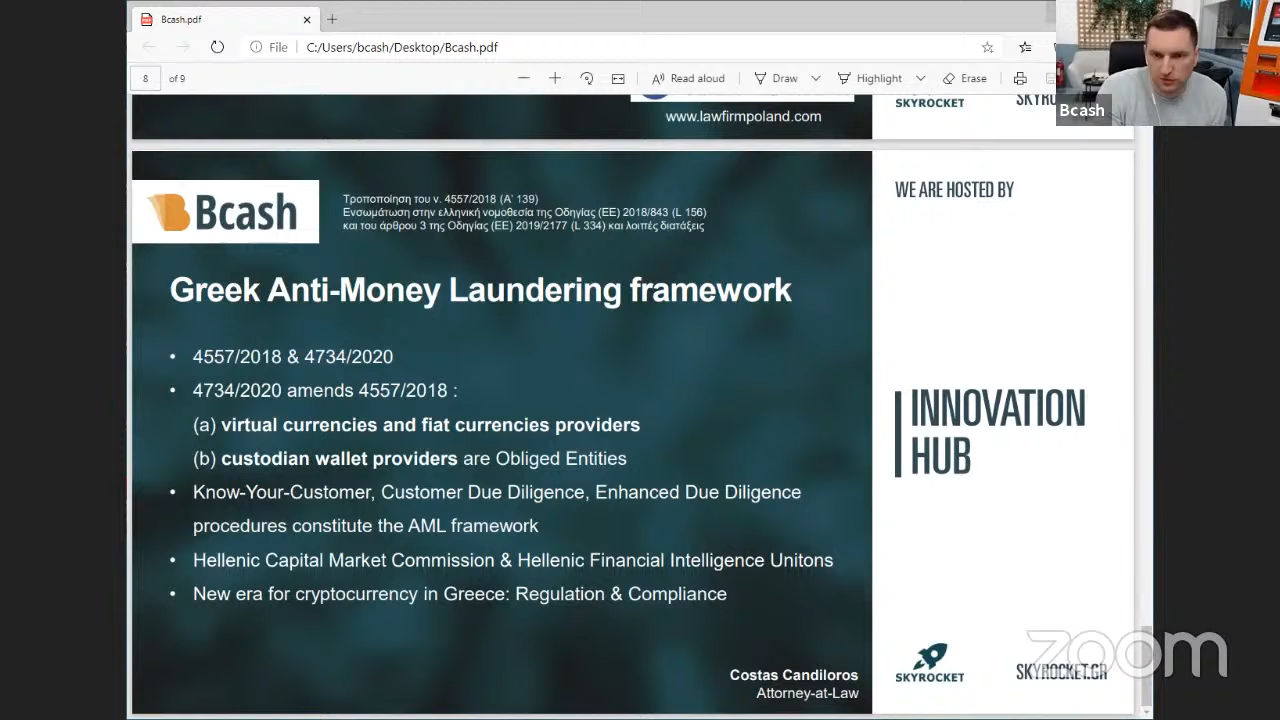 Bcash.pdf
File
C:/Users/bcash/Desktop/Bcash.pdf
8
of 9
Read aloud
Draw
Highlight
Erase
Bcash
www.lawfirmpoland.com
SKYROCKET
Bcash
Τροποποίηση του ν. 4557/2018 (Α' 139)
Ενσωμάτωση στην ελληνική νομοθεσία της Οδηγίας (ΕΕ) 2018/843 (L 156)
και του άρθρου 3 της Οδηγίας (ΕΕ) 2019/2177 (L 334) και λοιπές διατάξεις
WE ARE HOSTED BY
Greek Anti-Money Laundering framework
• 4557/2018 & 4734/2020
• 4734/2020 amends 4557/2018 :
(a) virtual currencies and fiat currencies providers
(b) custodian wallet providers are Obliged Entities
• Know-Your-Customer, Customer Due Diligence, Enhanced Due Diligence
procedures constitute the AML framework
• Hellenic Capital Market Commission & Hellenic Financial Intelligence Unitons
• New era for cryptocurrency in Greece: Regulation & Compliance
INNOVATION
HUB
Costas Candiloros
Attorney-at-Law
SKYROCKET
SKYROCKET.GR
zoom